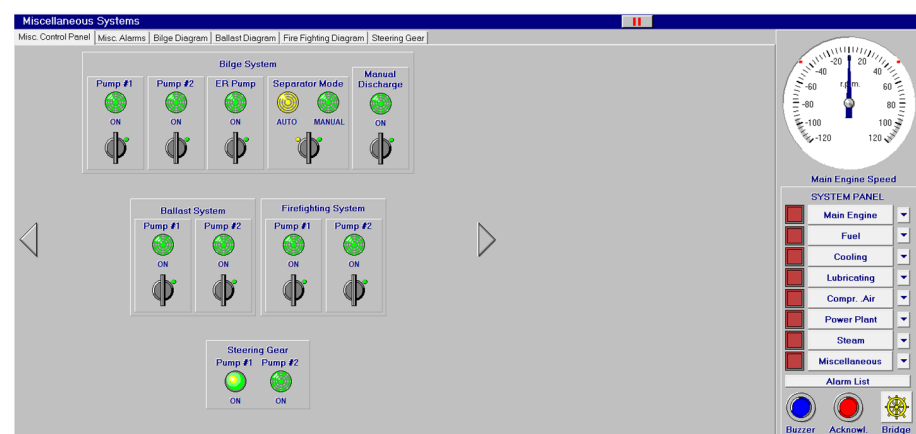 Miscellaneous Systems
Misc. Control Panel Misc. Alarms Bilge Diagram Ballast Diagram Fire Fighting Diagram Steering Gear
Bilge System
Pump #1 Pump #2 ER Pump Separator Mode Manual Discharge
ON ON ON AUTO MANUAL ON
Ballast System
Pump #1 Pump #2
ON ON
Firefighting System
Pump #1 Pump #2
ON ON
Steering Gear
Pump #1 Pump #2
ON ON
-20 20
-40 r.p.m. 40
-60 60
-80 80
-100 100
-120 120
Main Engine Speed
SYSTEM PANEL
Main Engine
Fuel
Cooling
Lubricating
Compr. .Air
Power Plant
Steam
Miscellaneous
Alarm List
Buzzer Acknowl. Bridge